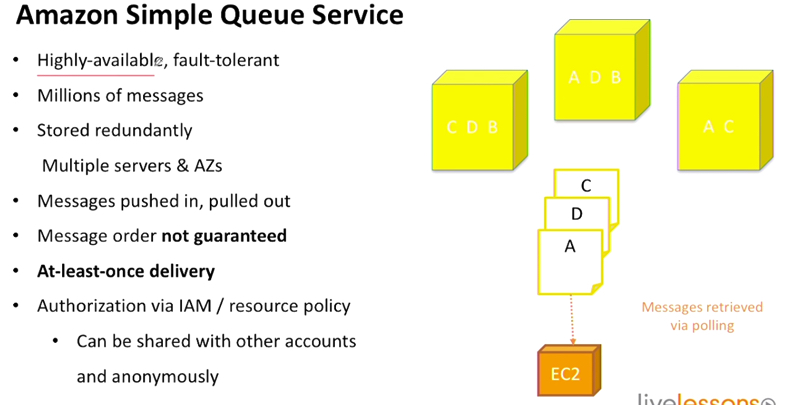 Amazon Simple Queue Service
• Highly-available, fault-tolerant
• Millions of messages
• Stored redundantly
Multiple servers & AZs
• Messages pushed in, pulled out
• Message order not guaranteed
• At-least-once delivery
• Authorization via IAM / resource policy
• Can be shared with other accounts
and anonymously
C D B
A D B
A C
C
D
A
Messages retrieved
via polling
EC2
livelessons